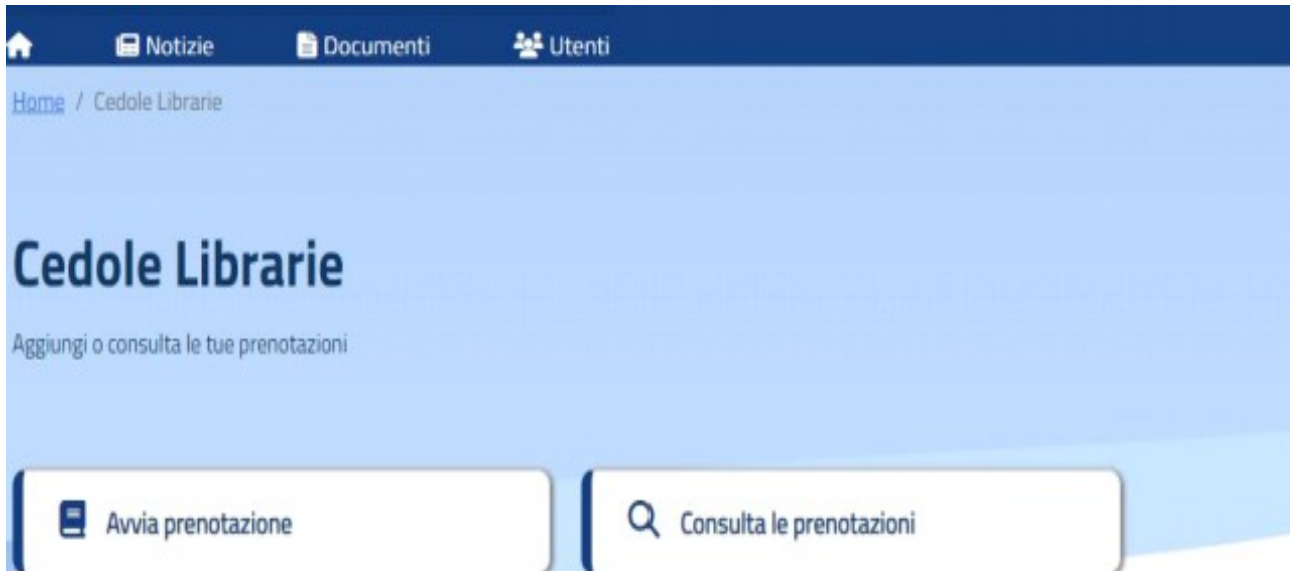 Notizie Documenti Utenti
Home / Cedole Librarie
Cedole Librarie
Aggiungi o consulta le tue prenotazioni
Avvia prenotazione
Consulta le prenotazioni